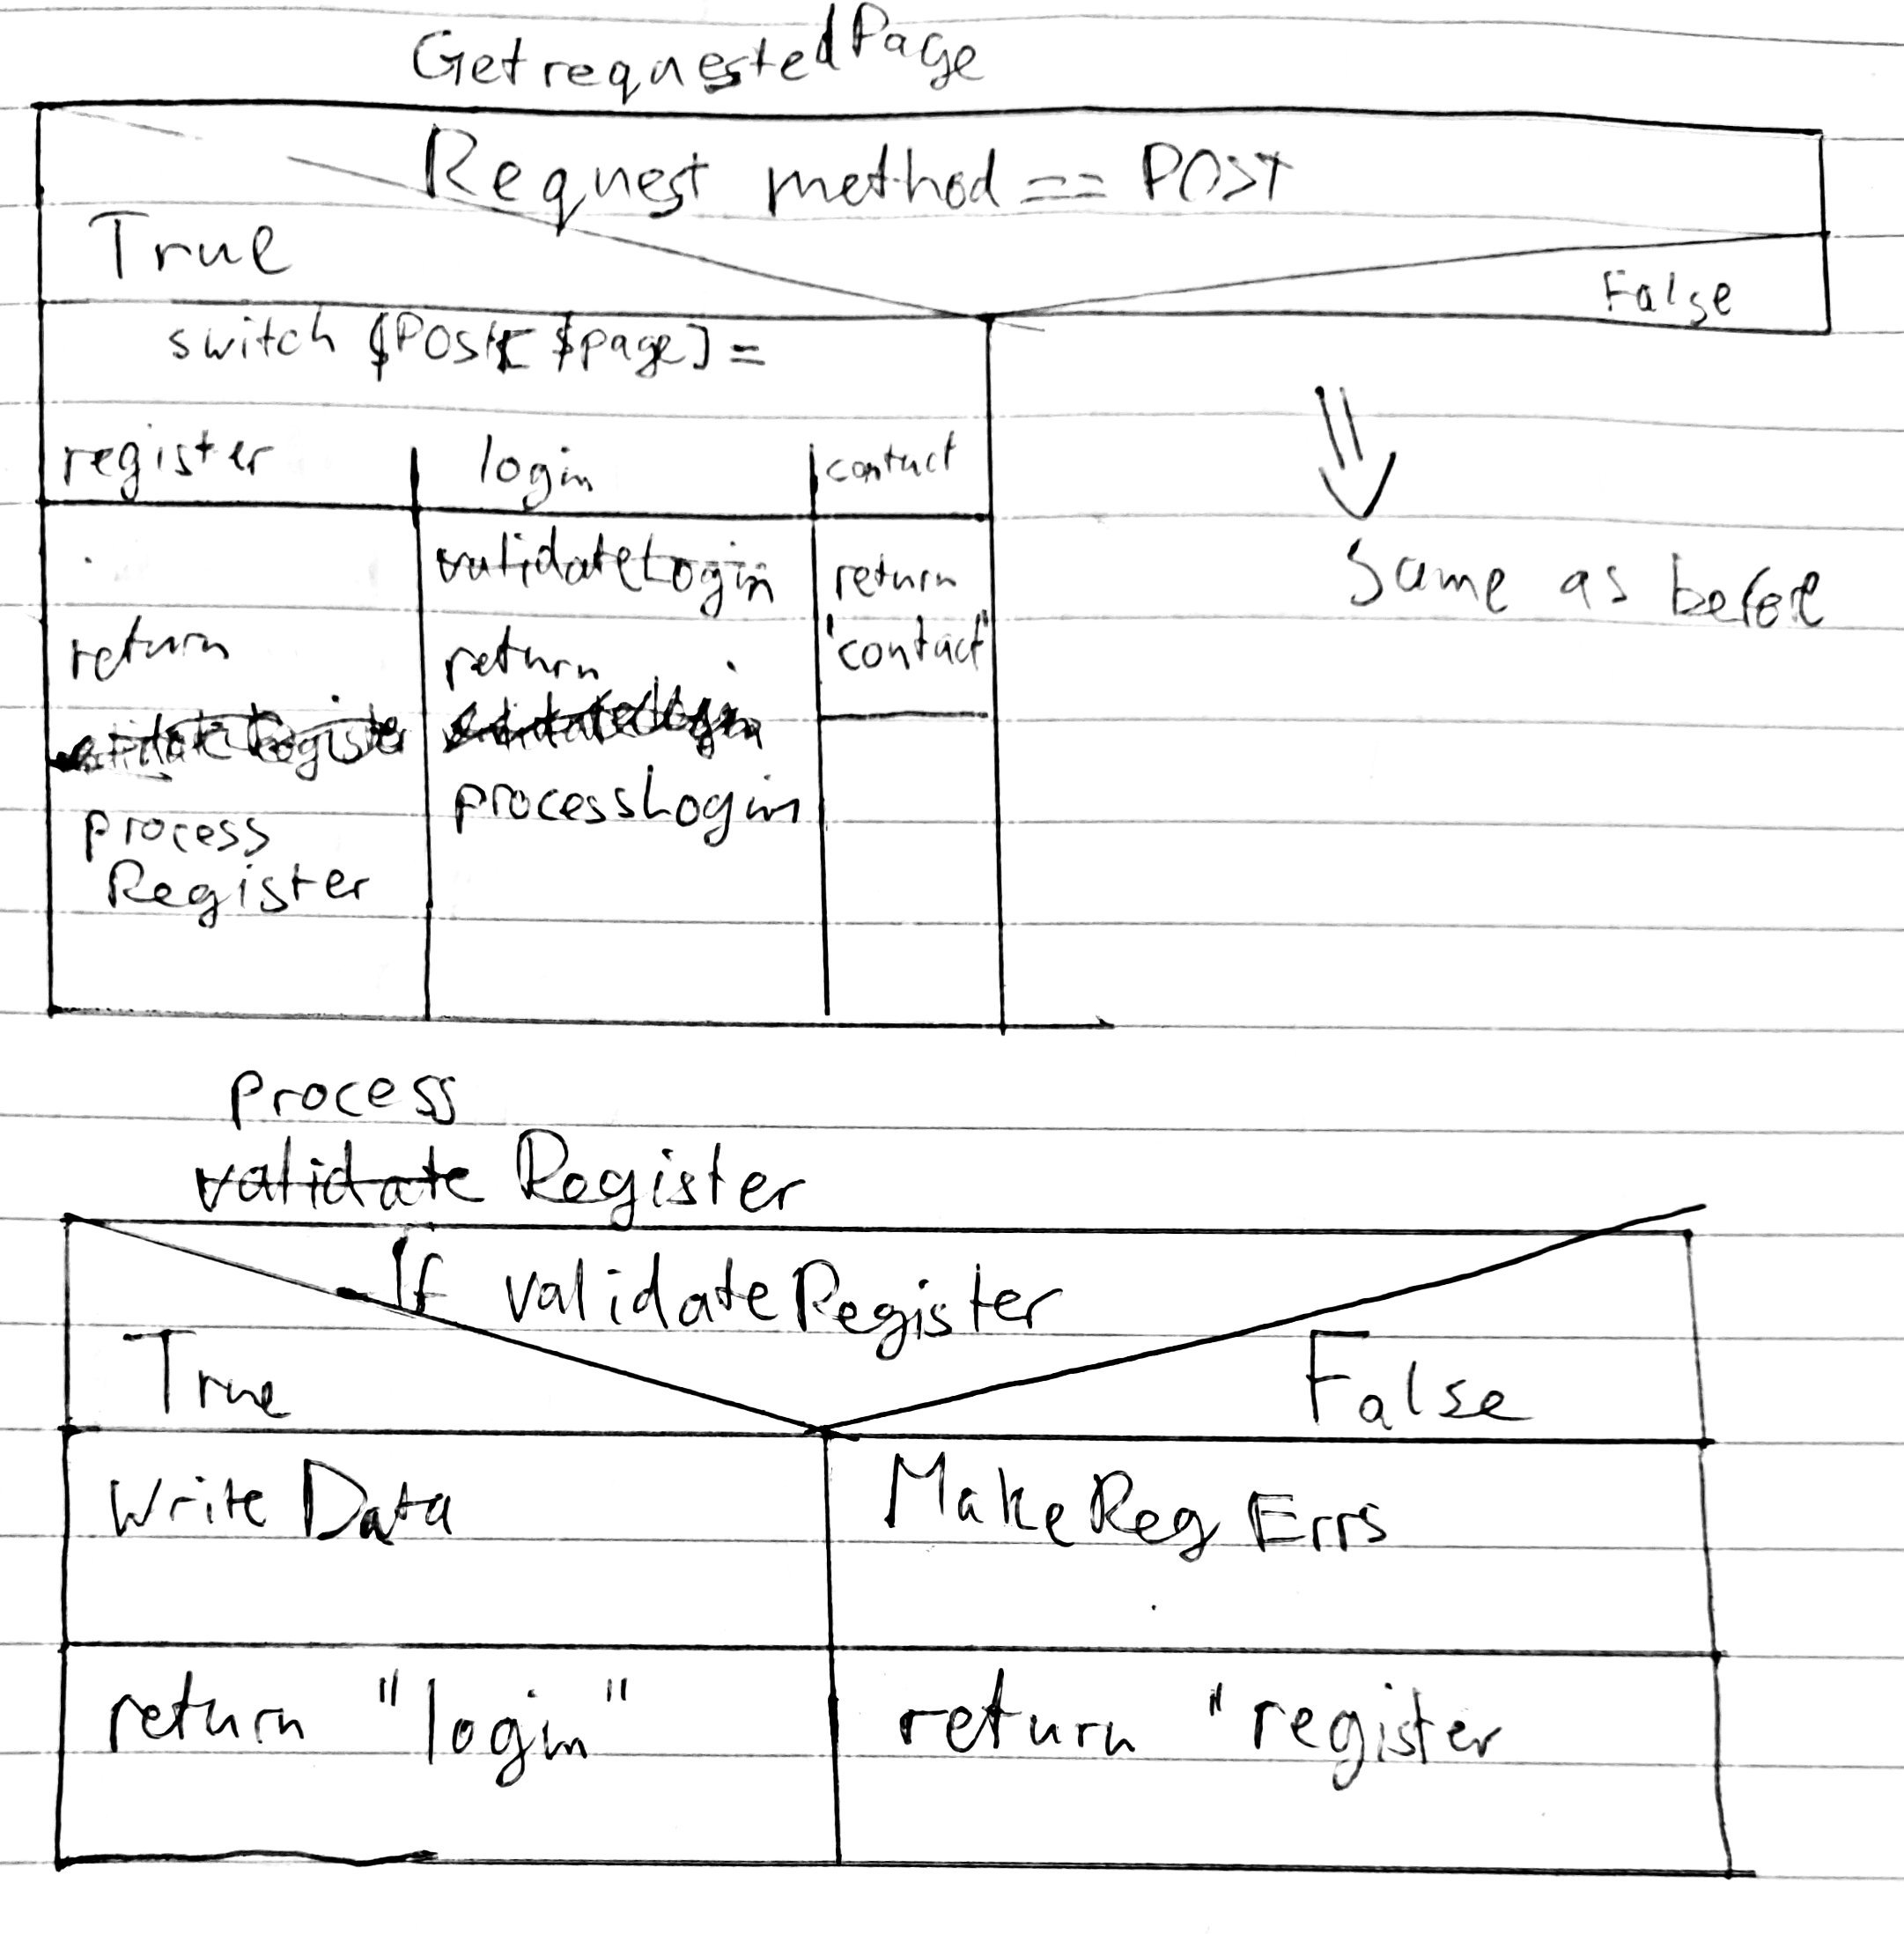 GetrequestedPage
Request method == POST
True
False
switch $POST[$page] =
register login contact
validateLogin
return
'contact'
Same as before
return
return
validateRegister
validateLogin
processLogin
process
Register
process
validate Register
If validateRegister
True
False
Write Data
MakeReg Errs
return "login"
return "register